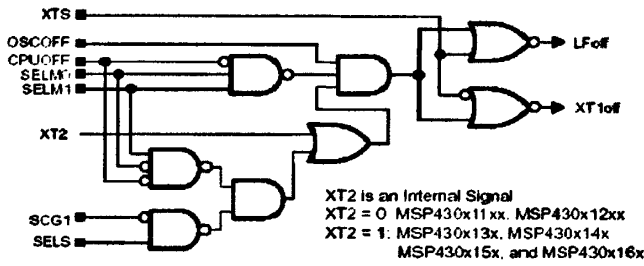 XTS
OSCOFF
CPUOFF
SELM0
SELM1
XT2
SCG1
SELS
LFoff
XT1off
XT2 is an Internal Signal
XT2 = 0: MSP430x11xx, MSP430x12xx
XT2 = 1: MSP430x13x, MSP430x14x
MSP430x15x, and MSP430x16x